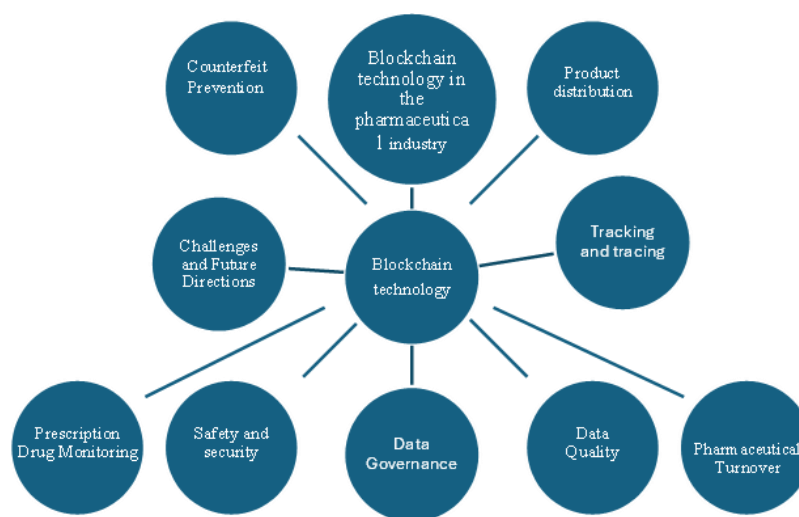 Counterfeit
Prevention
Blockchain
technology in
the
pharmaceutica
l industry
Product
distribution
Challenges
and Future
Directions
Blockchain
technology
Tracking
and tracing
Prescription
Drug Monitoring
Safety and
security
Data
Governance
Data
Quality
Pharmaceutical
Turnover